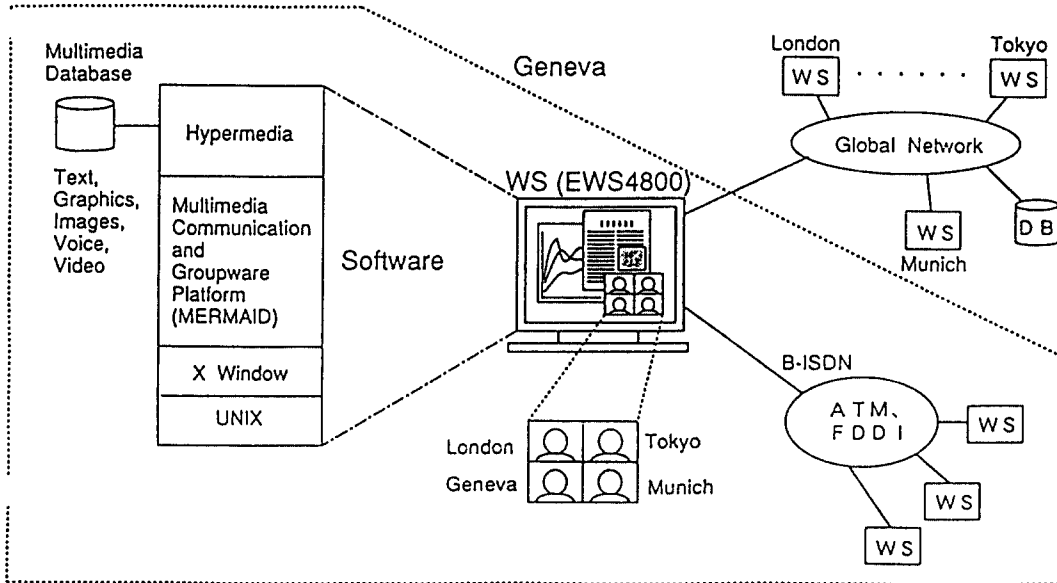 Multimedia
Database
Text,
Graphics,
Images,
Voice,
Video
Hypermedia
Multimedia
Communication
and
Groupware
Platform
(MERMAID)
X Window
UNIX
Software
Geneva
WS (EWS4800)
London
Tokyo
Geneva
Munich
London
Tokyo
WS
WS
Global Network
WS
Munich
DB
B-ISDN
ATM、
FDDI
WS
WS
WS